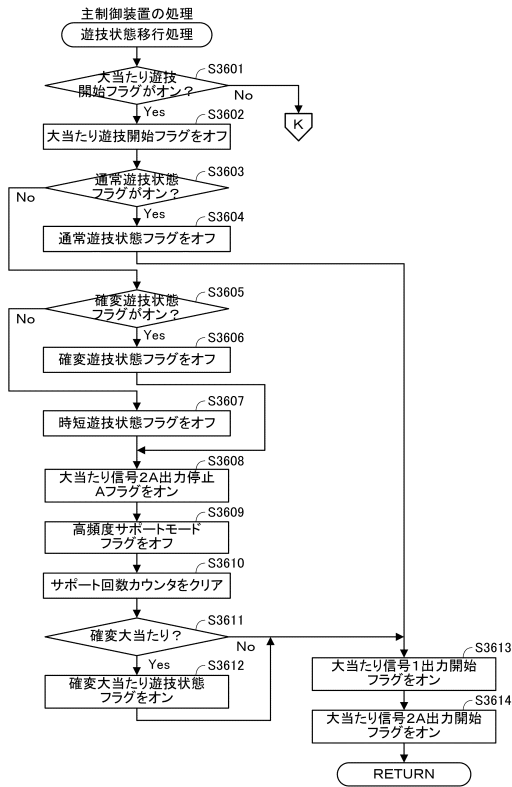 主制御装置の処理
遊技状態移行処理
S3601
大当たり遊技
開始フラグがオン？
No
K
Yes
S3602
大当たり遊技開始フラグをオフ
S3603
通常遊技状態
フラグがオン？
No
Yes
S3604
通常遊技状態フラグをオフ
S3605
確変遊技状態
フラグがオン？
No
Yes
S3606
確変遊技状態フラグをオフ
S3607
時短遊技状態フラグをオフ
S3608
大当たり信号2A出力停止
Aフラグをオン
S3609
高頻度サポートモード
フラグをオフ
S3610
サポート回数カウンタをクリア
S3611
確変大当たり？
No
Yes
S3612
確変大当たり遊技状態
フラグをオン
S3613
大当たり信号1出力開始
フラグをオン
S3614
大当たり信号2A出力開始
フラグをオン
RETURN